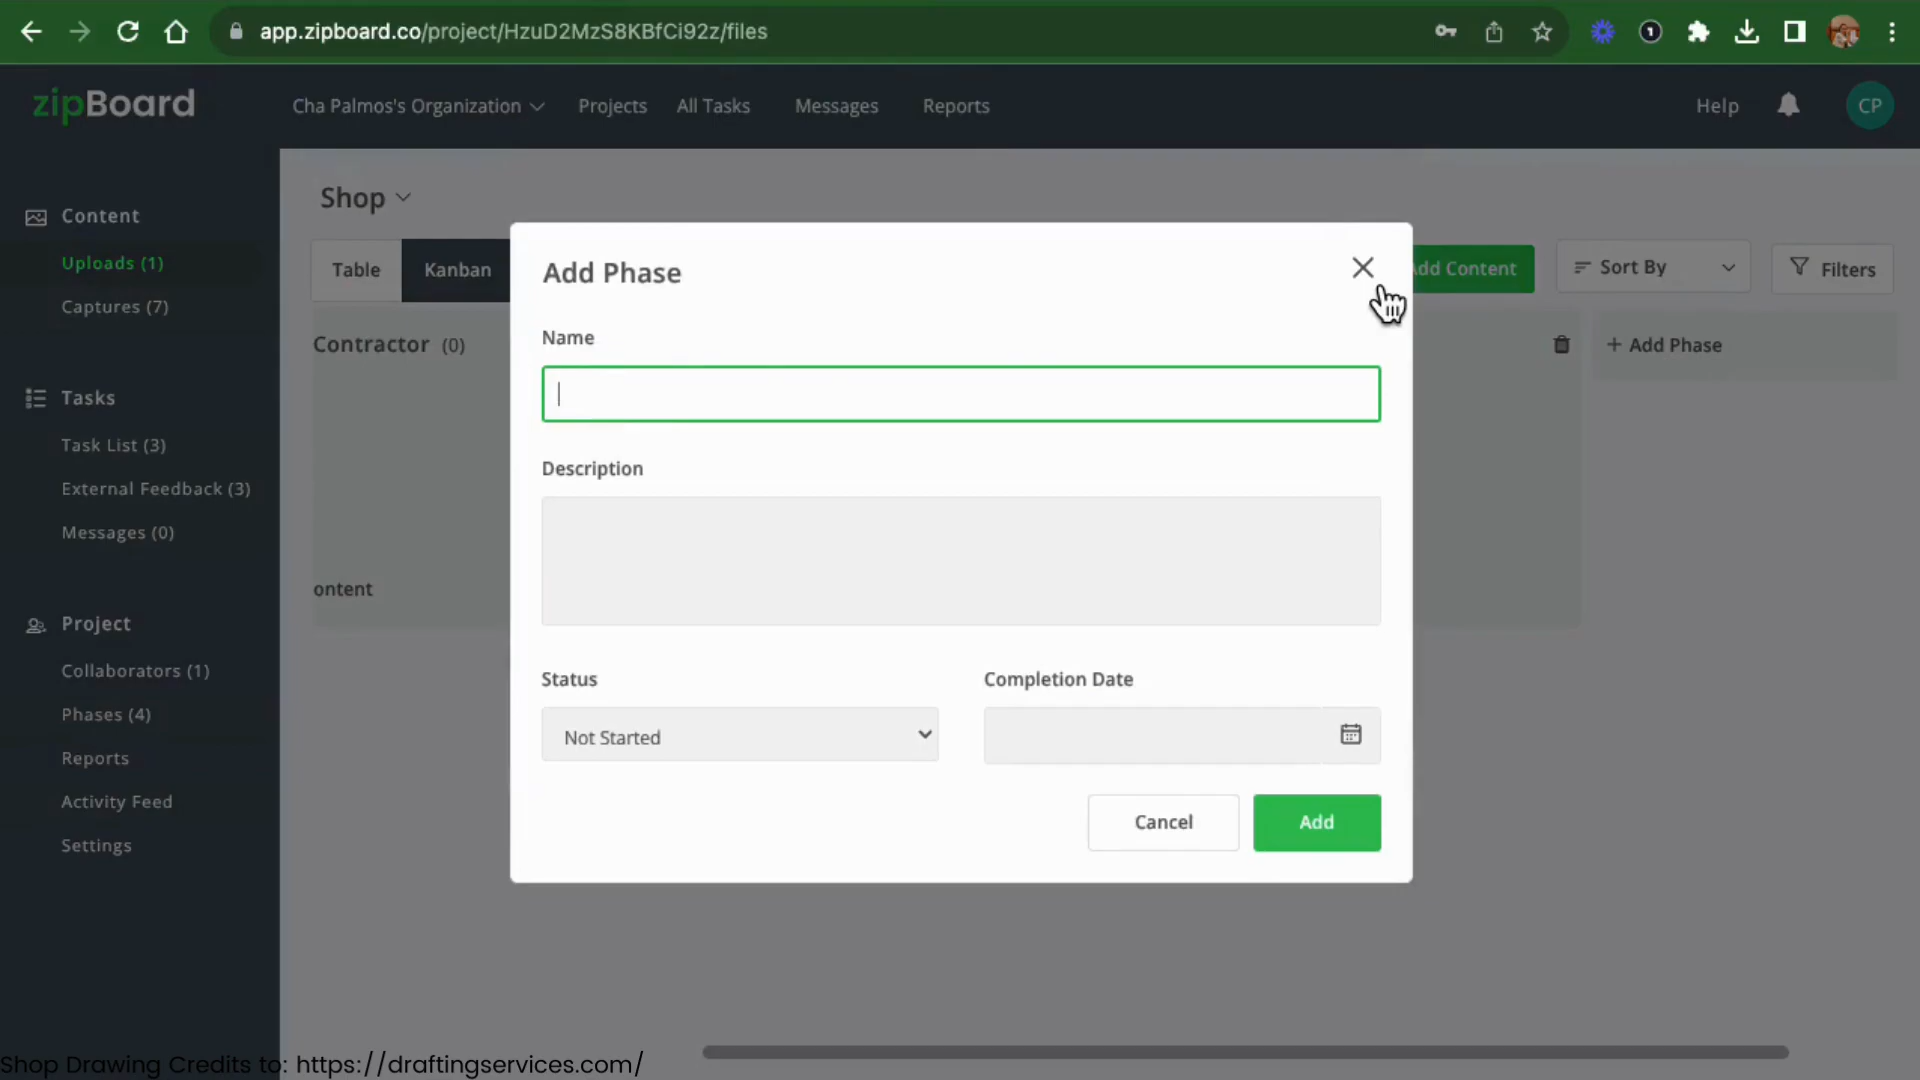 app.zipboard.co/project/HzuD2MzS8KBfCi92z/files
zipBoard
Cha Palmos's Organization
Projects
All Tasks
Messages
Reports
Help
CP
Content
Uploads (1)
Captures (7)
Tasks
Task List (3)
External Feedback (3)
Messages (0)
Project
Collaborators (1)
Phases (4)
Reports
Activity Feed
Settings
Shop
Table
Kanban
dd Content
Sort By
Filters
Contractor (0)
+ Add Phase
ontent
Add Phase
Name
Description
Status
Completion Date
Not Started
Cancel
Add
Shop Drawing Credits to: https://draftingservices.com/